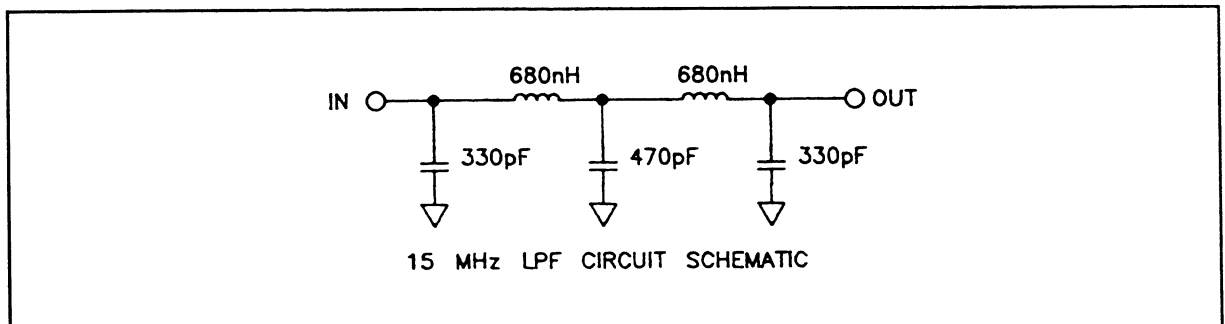 680nH 680nH
IN OUT
330pF 470pF 330pF
15 MHz LPF CIRCUIT SCHEMATIC